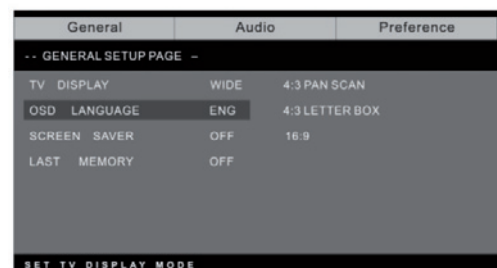 General Audio Preference
-- GENERAL SETUP PAGE –
TV DISPLAY WIDE 4:3 PAN SCAN
OSD LANGUAGE ENG 4:3 LETTER BOX
SCREEN SAVER OFF 16:9
LAST MEMORY OFF
SET TV DISPLAY MODE